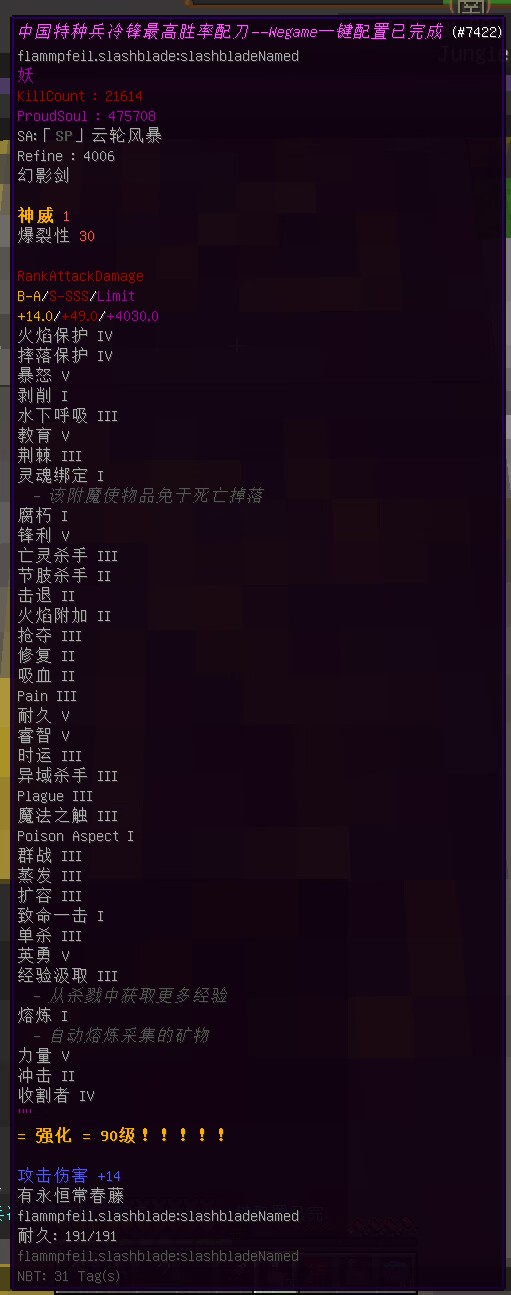 中国特种兵冷锋最高胜率配刀--Wegame一键配置已完成 (#7422)
flammpfeil.slashblade:slashbladeNamed
妖
KillCount : 21614
ProudSoul : 475708
SA:「SP」云轮风暴
Refine : 4006
幻影剑
神威 1
爆裂性 30
RankAttackDamage
B-A/S-SSS/Limit
+14.0/+49.0/+4030.0
火焰保护 IV
摔落保护 IV
暴怒 V
剥削 I
水下呼吸 III
教育 V
荆棘 III
灵魂绑定 I
- 该附魔使物品免于死亡掉落
腐朽 I
锋利 V
亡灵杀手 III
节肢杀手 II
击退 II
火焰附加 II
抢夺 III
修复 II
吸血 II
Pain III
耐久 V
睿智 V
时运 III
异域杀手 III
Plague III
魔法之触 III
Poison Aspect I
群战 III
蒸发 III
扩容 III
致命一击 I
单杀 III
英勇 V
经验汲取 III
- 从杀戮中获取更多经验
熔炼 I
- 自动熔炼采集的矿物
力量 V
冲击 II
收割者 IV
""
= 强化 = 90级！！！！！
攻击伤害 +14
有永恒常春藤
flammpfeil.slashblade:slashbladeNamed
耐久: 191/191
flammpfeil.slashblade:slashbladeNamed
NBT: 31 Tag(s)